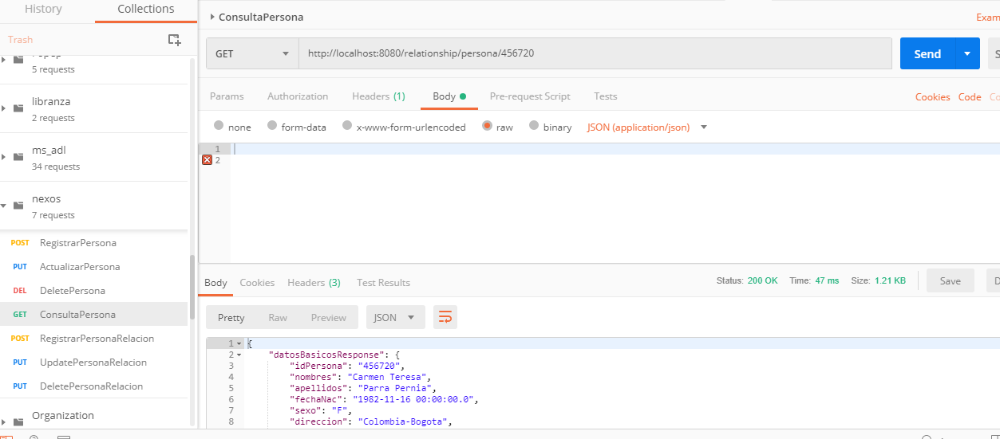 History
Collections
Trash
5 requests
libranza
2 requests
ms_adl
34 requests
nexos
7 requests
POST RegistrarPersona
PUT ActualizarPersona
DEL DeletePersona
GET ConsultaPersona
POST RegistrarPersonaRelacion
PUT UpdatePersonaRelacion
PUT DeletePersonaRelacion
Organization
ConsultaPersona
GET http://localhost:8080/relationship/persona/456720 Send
Params Authorization Headers (1) Body Pre-request Script Tests Cookies Code
none form-data x-www-form-urlencoded raw binary JSON (application/json)
1
2
Body Cookies Headers (3) Test Results Status: 200 OK Time: 47 ms Size: 1.21 KB Save
Pretty Raw Preview JSON
1 {
2 "datosBasicosResponse": {
3 "idPersona": "456720",
4 "nombres": "Carmen Teresa",
5 "apellidos": "Parra Pernia",
6 "fechaNac": "1982-11-16 00:00:00.0",
7 "sexo": "F",
8 "direccion": "Colombia-Bogota",